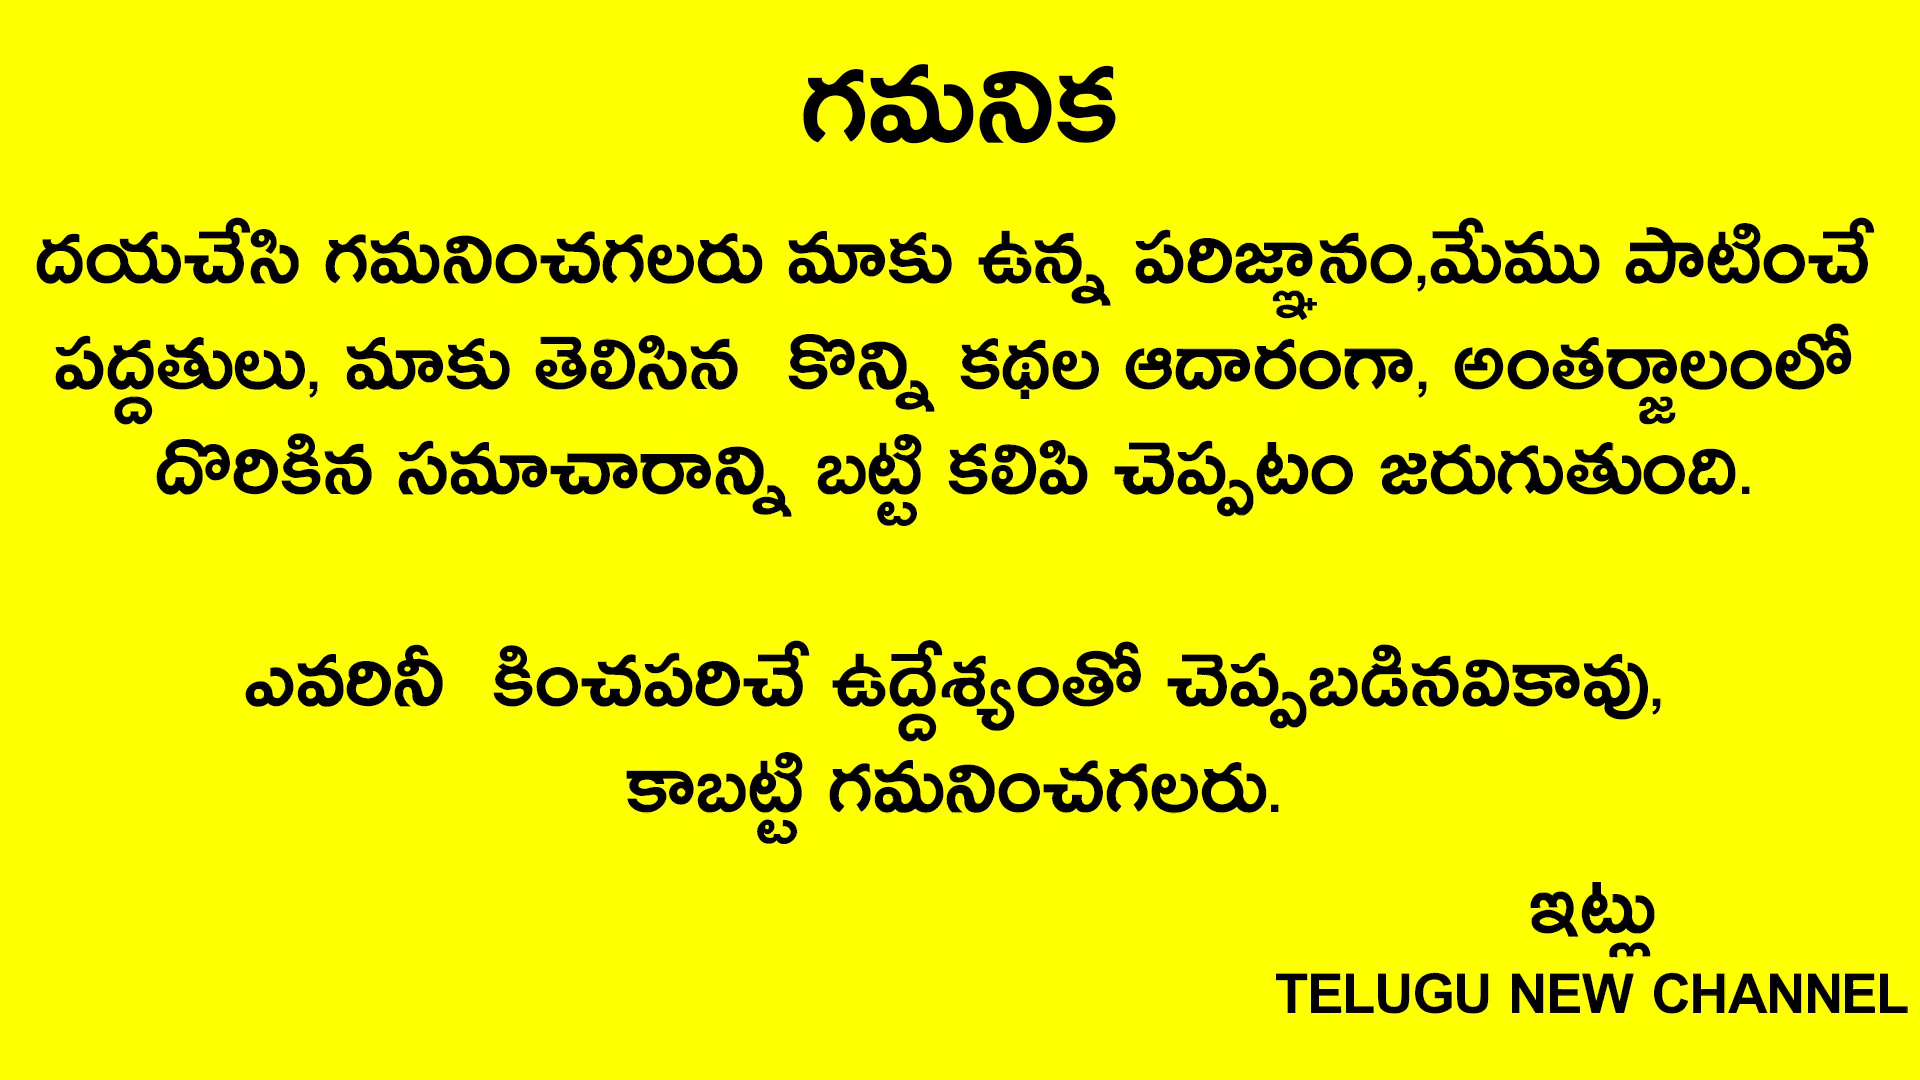 గమనిక
దయచేసి గమనించగలరు మాకు ఉన్న పరిజ్ఞానం,మేము పాటించే
పద్దతులు, మాకు తెలిసిన కొన్ని కథల ఆదారంగా, అంతర్జాలంలో
దొరికిన సమాచారాన్ని బట్టి కలిపి చెప్పటం జరుగుతుంది.
ఎవరినీ కించపరిచే ఉద్దేశ్యంతో చెప్పబడినవికావు,
కాబట్టి గమనించగలరు.
ఇట్లు
TELUGU NEW CHANNEL